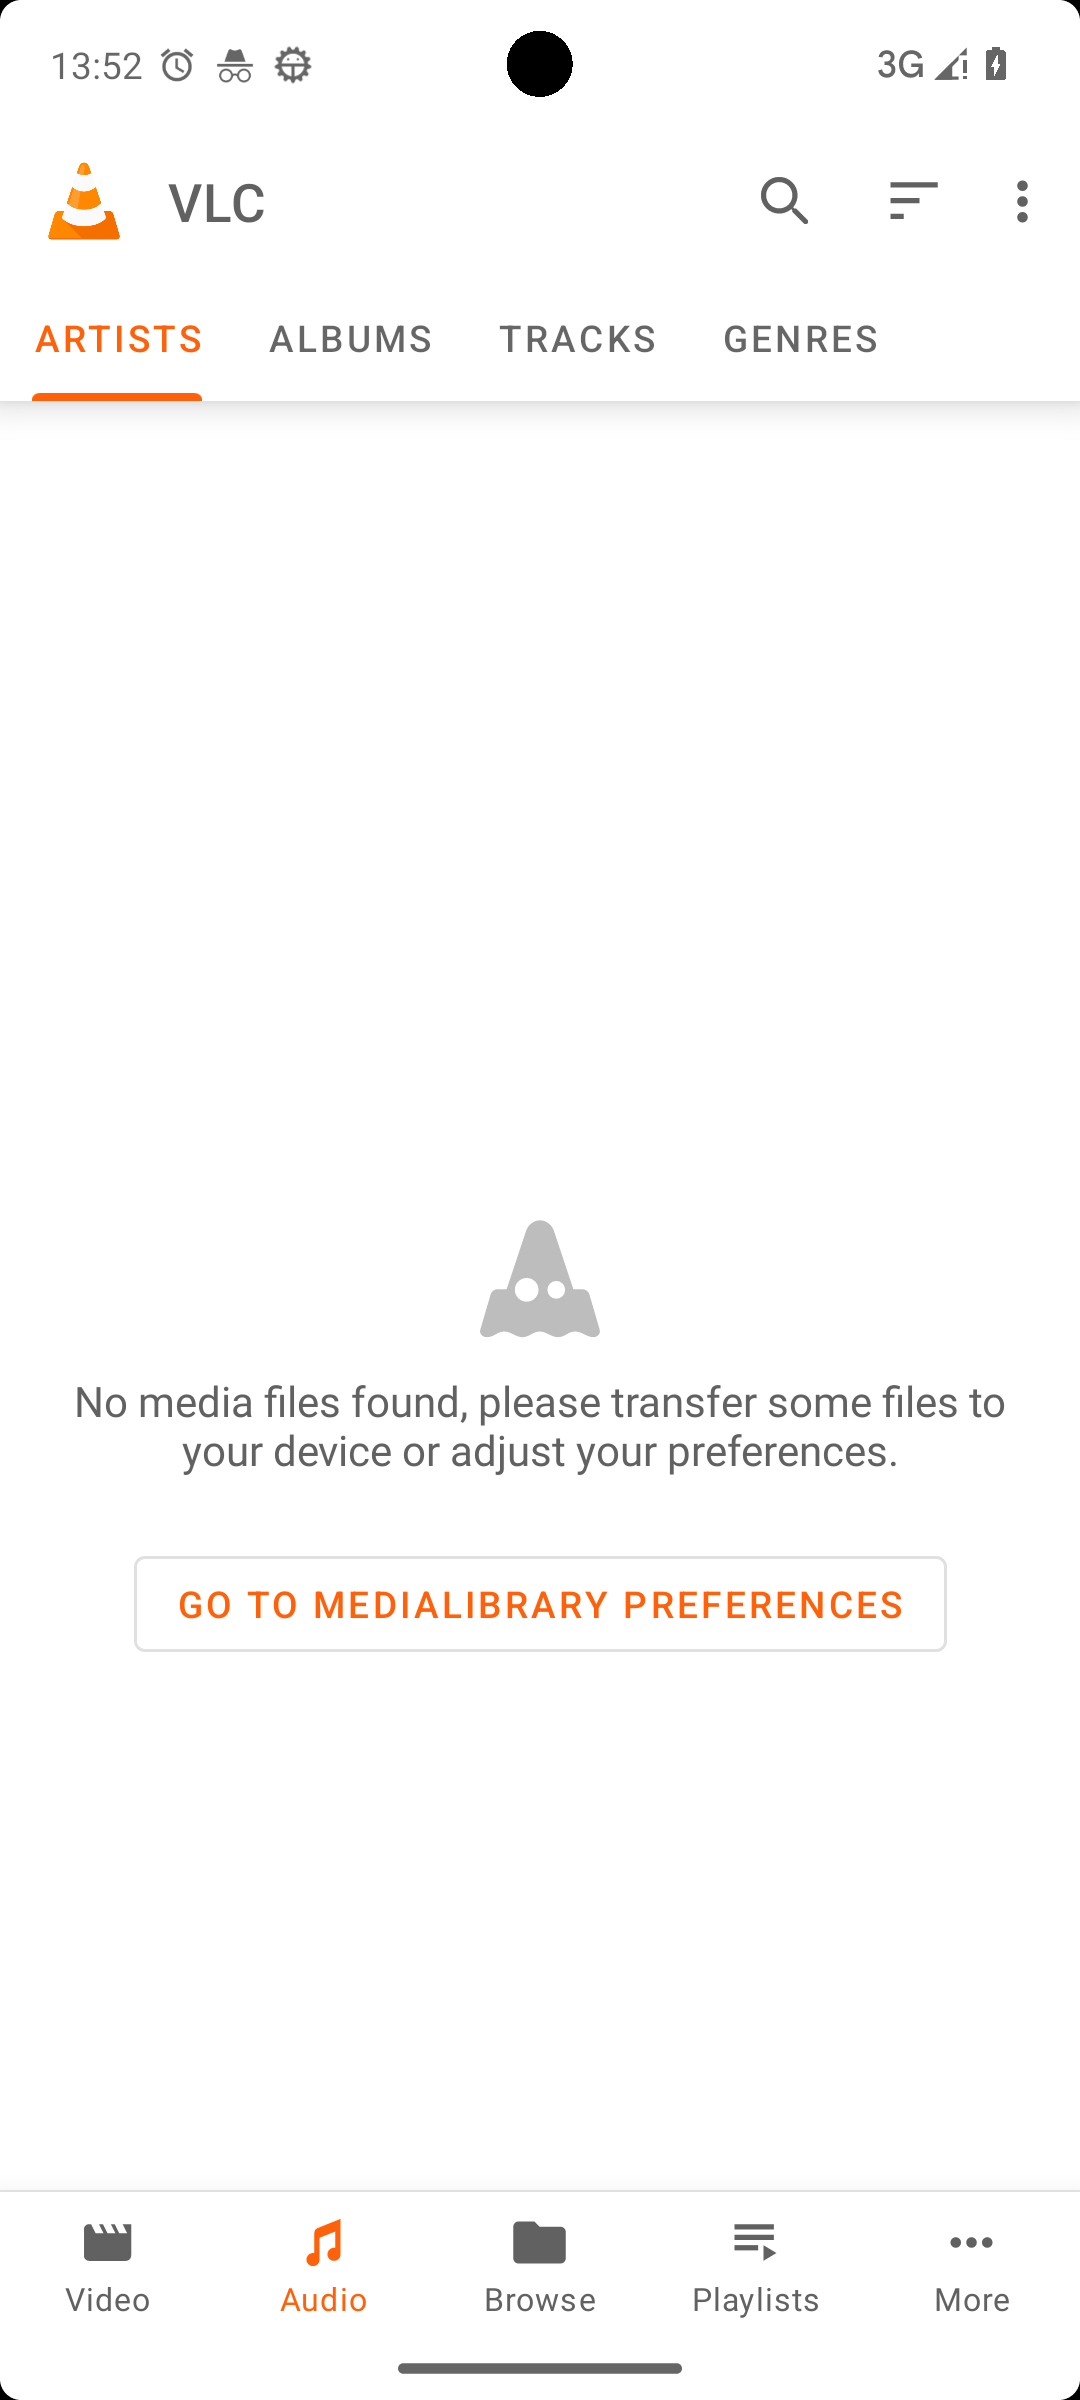 13:52
3G
VLC
ARTISTS
ALBUMS
TRACKS
GENRES
No media files found, please transfer some files to
your device or adjust your preferences.
GO TO MEDIALIBRARY PREFERENCES
Video
Audio
Browse
Playlists
More